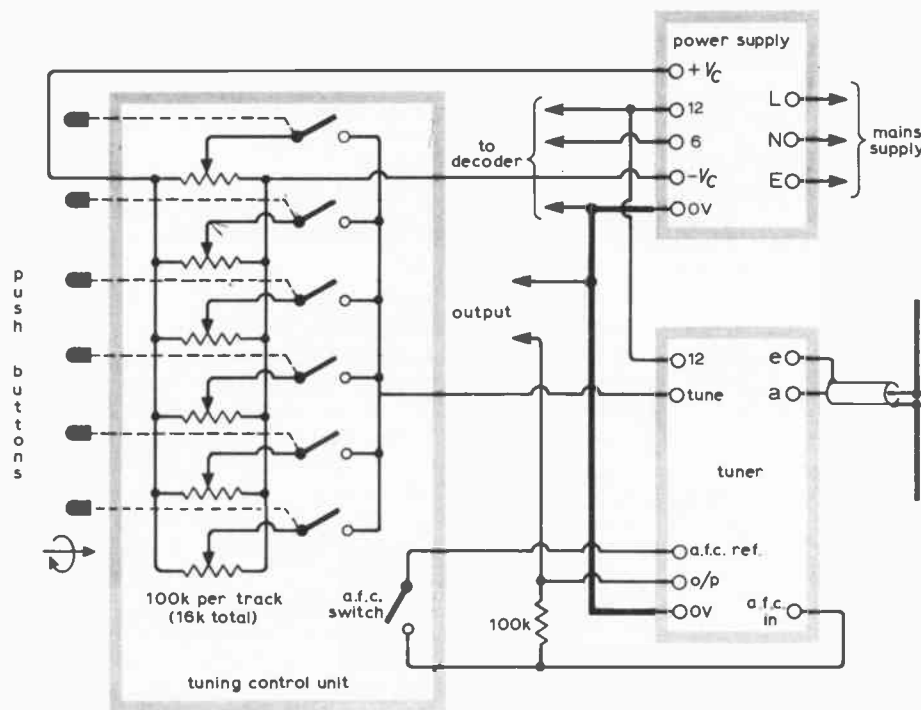 power supply
+Vc
12
6
-Vc
0V
L
N
E
mains
supply
to
decoder
push buttons
output
12
tune
e
a
tuner
a.f.c. ref.
o/p
0V
a.f.c.
in
100k per track
(16k total)
a.f.c.
switch
100k
tuning control unit